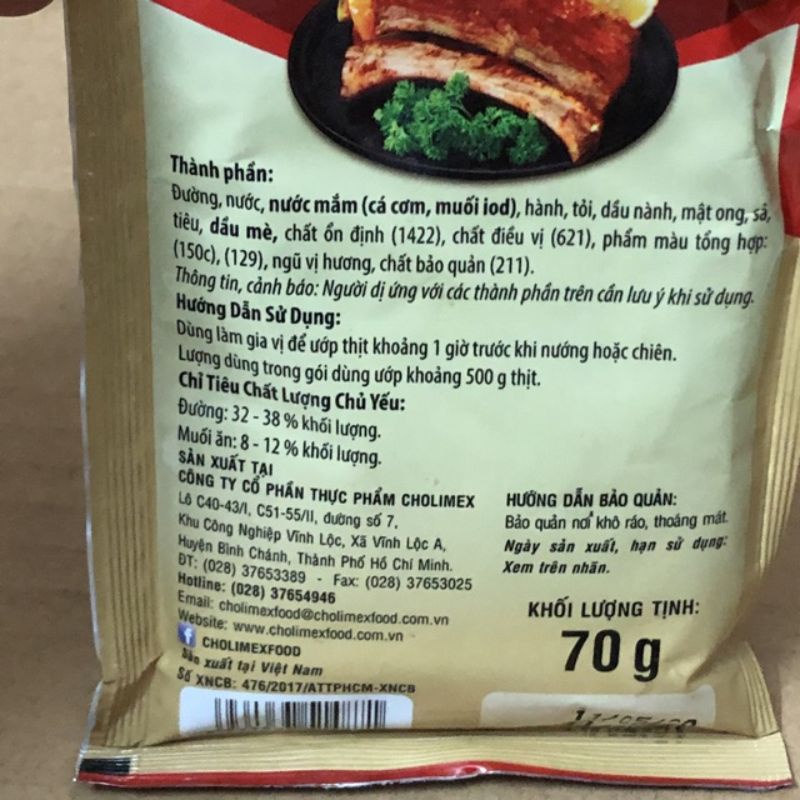 Thành phần:
Đường, nước, nước mắm (cá cơm, muối iod), hành, tỏi, dầu nành, mật ong, sả,
tiêu, dầu mè, chất ổn định (1422), chất điều vị (621), phẩm màu tổng hợp:
(150c), (129), ngũ vị hương, chất bảo quản (211).
Thông tin, cảnh báo: Người dị ứng với các thành phần trên cần lưu ý khi sử dụng.
Hướng Dẫn Sử Dụng:
Dùng làm gia vị để ướp thịt khoảng 1 giờ trước khi nướng hoặc chiên.
Lượng dùng trong gói dùng ướp khoảng 500 g thịt.
Chỉ Tiêu Chất Lượng Chủ Yếu:
Đường: 32 - 38 % khối lượng.
Muối ăn: 8 - 12 % khối lượng.
SẢN XUẤT TẠI
CÔNG TY CỔ PHẦN THỰC PHẨM CHOLIMEX
Lô C40-43/I, C51-55/II, đường số 7,
Khu Công Nghiệp Vĩnh Lộc, Xã Vĩnh Lộc A,
Huyện Bình Chánh, Thành Phố Hồ Chí Minh.
ĐT: (028) 37653389 - Fax: (028) 37653025
Hotline: (028) 37654946
Email: cholimexfood@cholimexfood.com.vn
Website: www.cholimexfood.com.vn
f CHOLIMEXFOOD
Sản xuất tại Việt Nam
Số XNCB: 476/2017/ATTPHCM-XNCB
HƯỚNG DẪN BẢO QUẢN:
Bảo quản nơi khô ráo, thoáng mát.
Ngày sản xuất, hạn sử dụng:
Xem trên nhãn.
KHỐI LƯỢNG TỊNH:
70 g